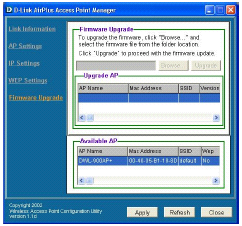 D-Link AirPlus Access Point Manager
Link Information
AP Settings
IP Settings
WEP Settings
Firmware Upgrade
Firmware Upgrade
To upgrade the firmware, click "Browse..." and
select the firmware file from the folder location.
Click 'Upgrade' to proceed with the firmware update.
Browse... Upgrade
Upgrade AP
AP Name Mac Address SSID Version
Available AP
AP Name Mac Address SSID Wep
DWL-900AP+ 00-40-05-B1-18-8D default No
Copyright 2002
Wireless Access Point Configuration Utility
Version 1.1d
Apply Refresh Close